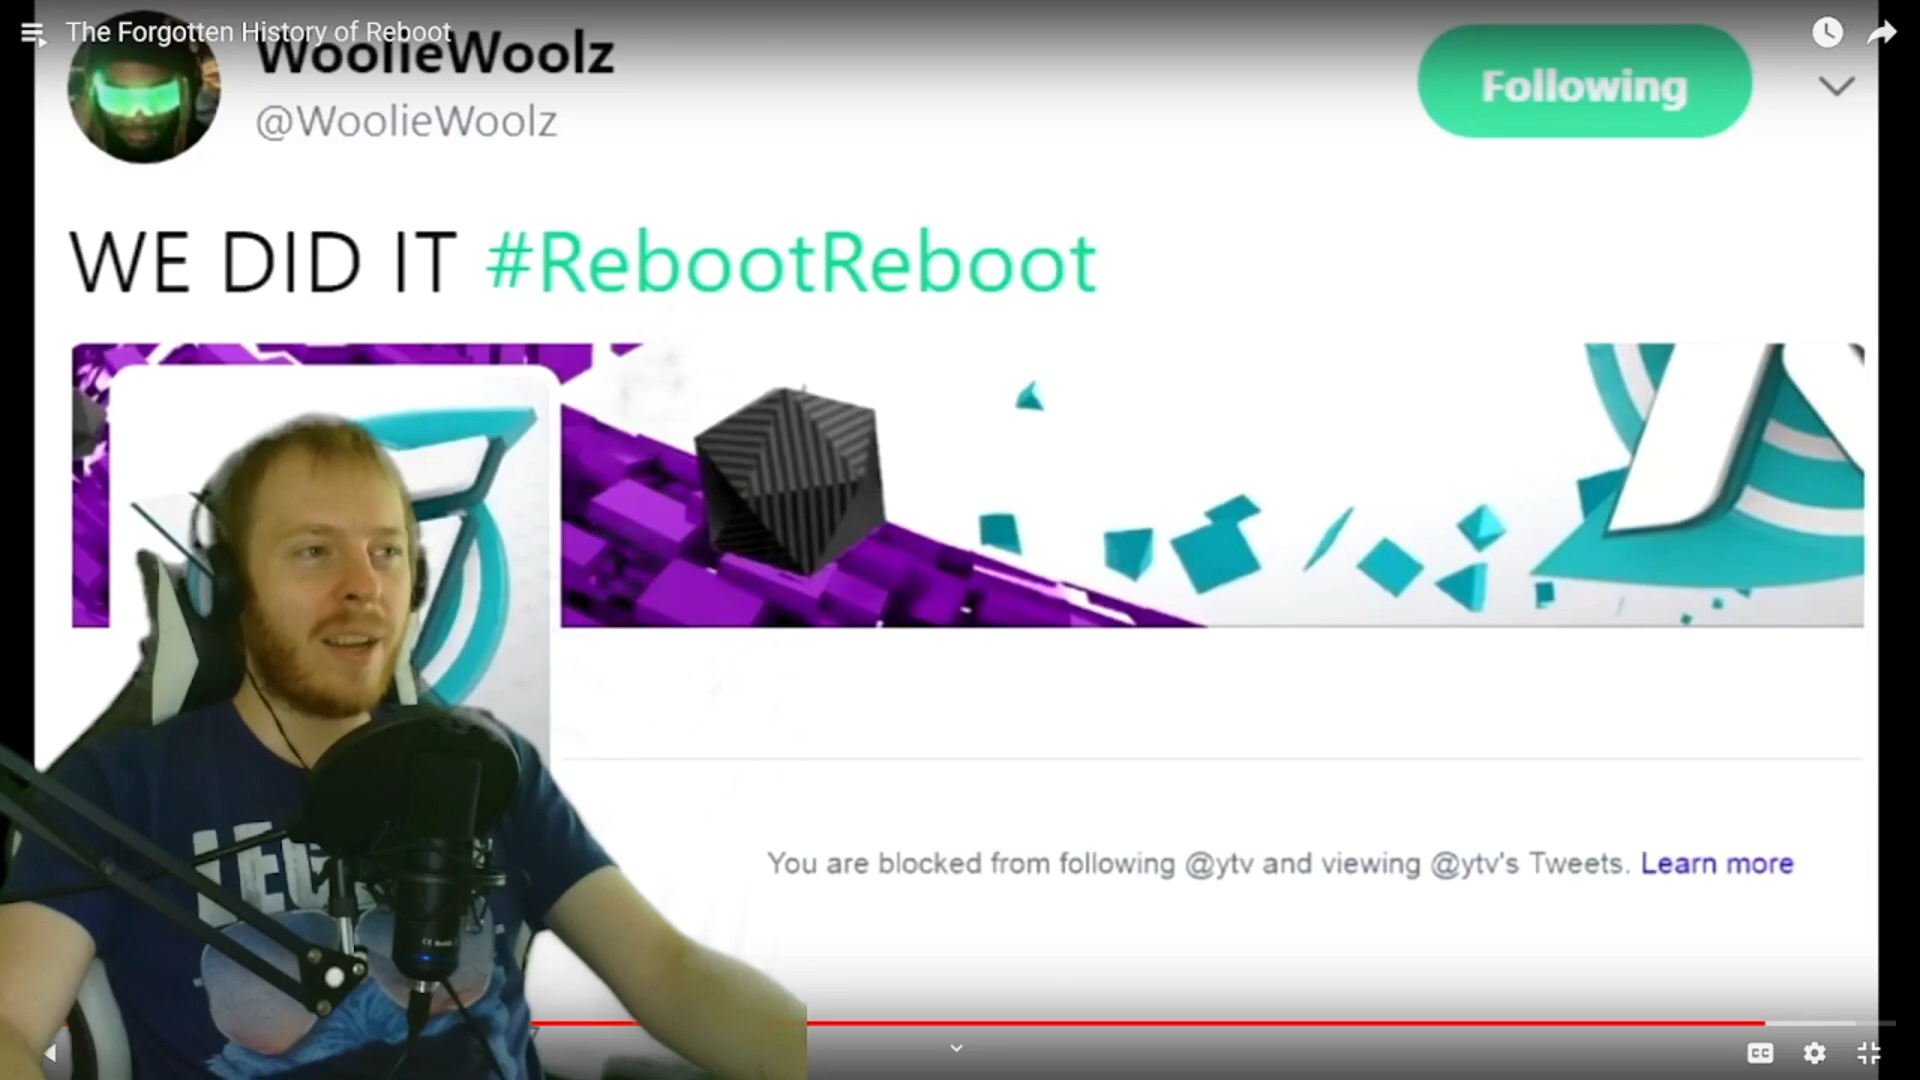 The Forgotten History of Reboot
WoolieWoolz
@WoolieWoolz
Following
WE DID IT #RebootReboot
You are blocked from following @ytv and viewing @ytv's Tweets. Learn more
CC